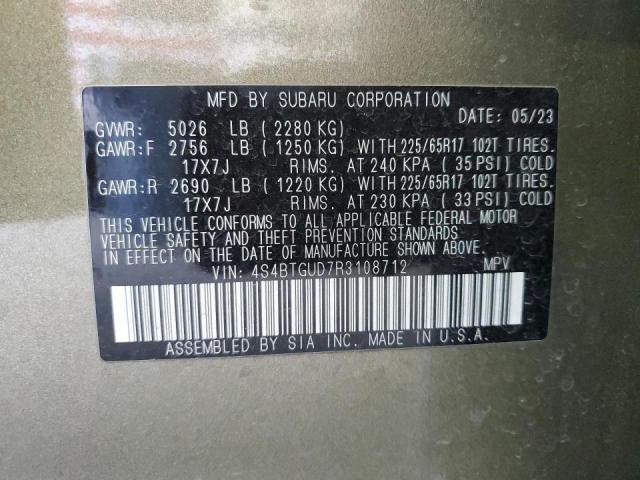 MFD BY SUBARU CORPORATION
DATE: 05/23
GVWR: 5026 LB ( 2280 KG)
GAWR:F 2756 LB ( 1250 KG) WITH 225/65R17 102T TIRES.
17X7J RIMS. AT 240 KPA ( 35 PSI) COLD
GAWR:R 2690 LB ( 1220 KG) WITH 225/65R17 102T TIRES.
17X7J RIMS. AT 230 KPA ( 33 PSI) COLD
THIS VEHICLE CONFORMS TO ALL APPLICABLE FEDERAL MOTOR
VEHICLE SAFETY AND THEFT PREVENTION STANDARDS IN
EFFECT ON THE DATE OF MANUFACTURE SHOWN ABOVE.
VIN: 4S4BTGUD7R3108712 MPV
ASSEMBLED BY SIA INC. MADE IN U.S.A.